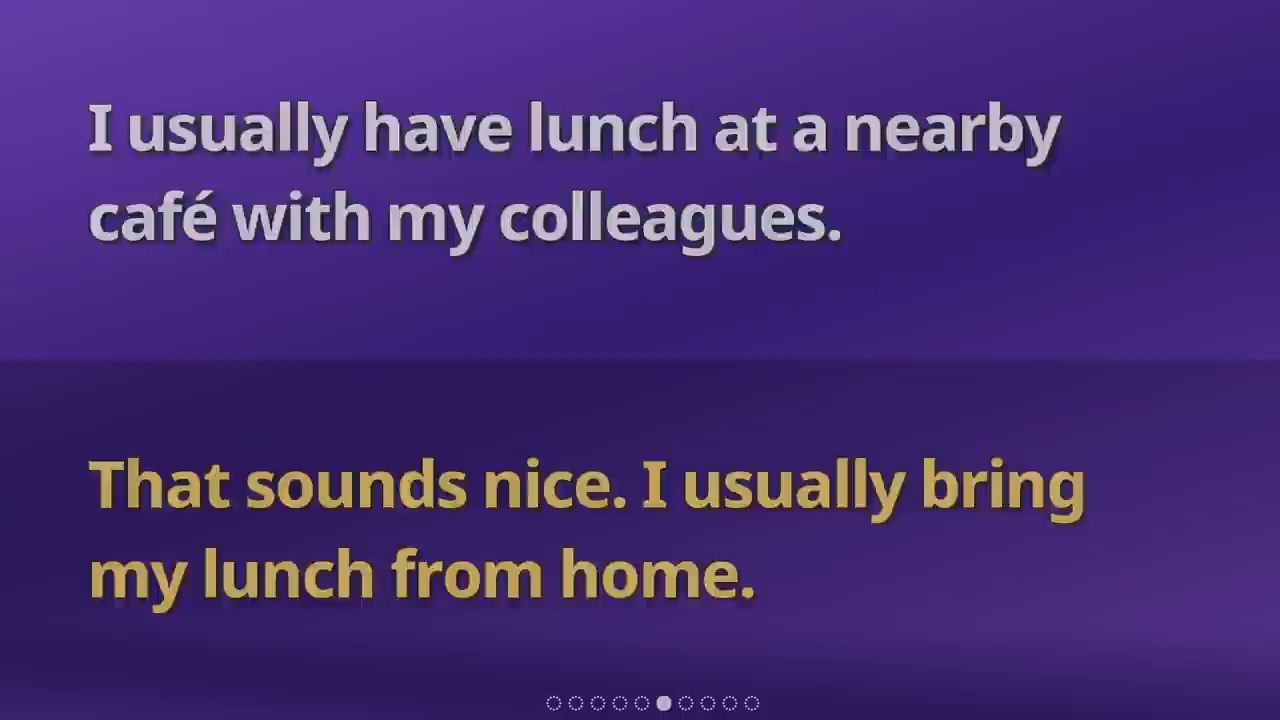 I usually have lunch at a nearby
café with my colleagues.
That sounds nice. I usually bring
my lunch from home.